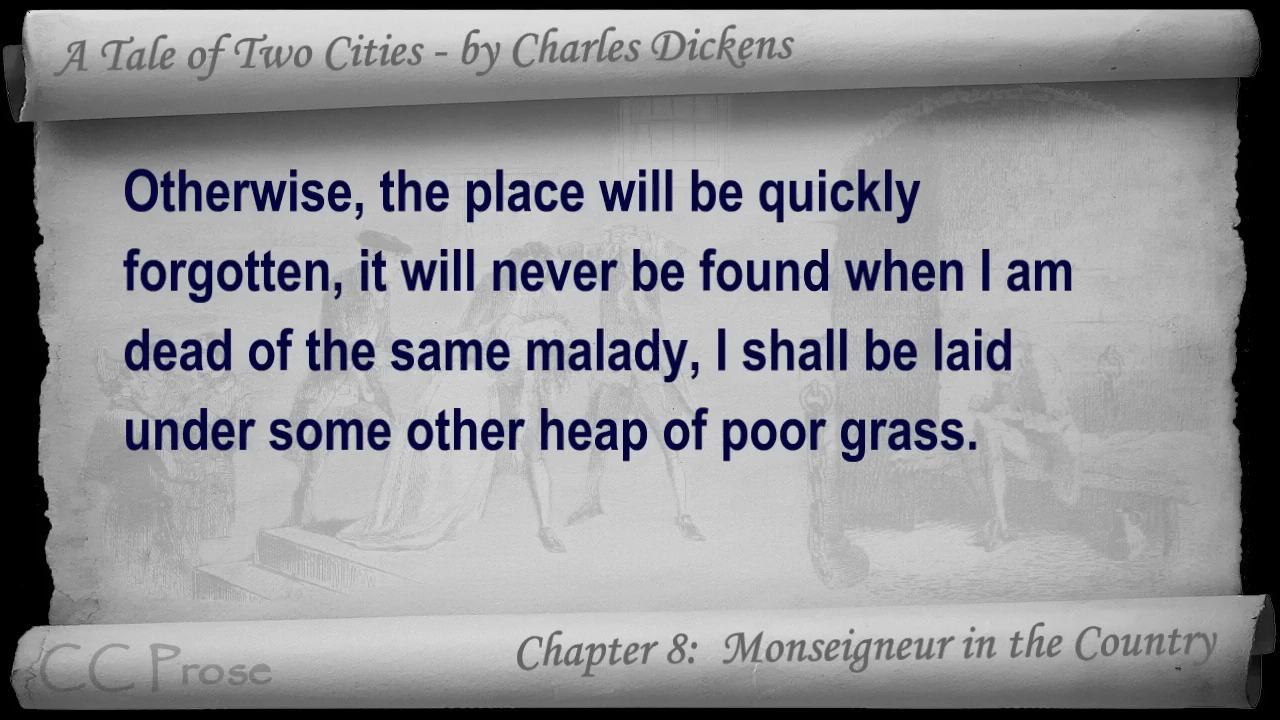 A Tale of Two Cities - by Charles Dickens
Otherwise, the place will be quickly
forgotten, it will never be found when I am
dead of the same malady, I shall be laid
under some other heap of poor grass.
Chapter 8: Monseigneur in the Country
CC Prose